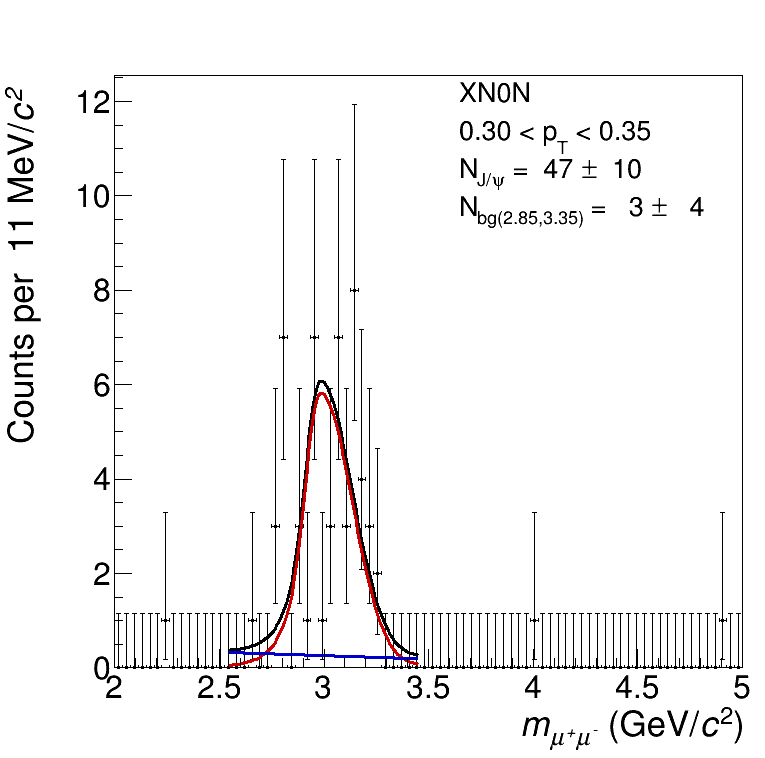 XN0N
0.30 < p_T < 0.35
N_J/ψ = 47 ± 10
N_bg(2.85,3.35) = 3 ± 4
Counts per 11 MeV/c²
12
10
8
6
4
2
0
2 2.5 3 3.5 4 4.5 5
m_μ⁺μ⁻ (GeV/c²)